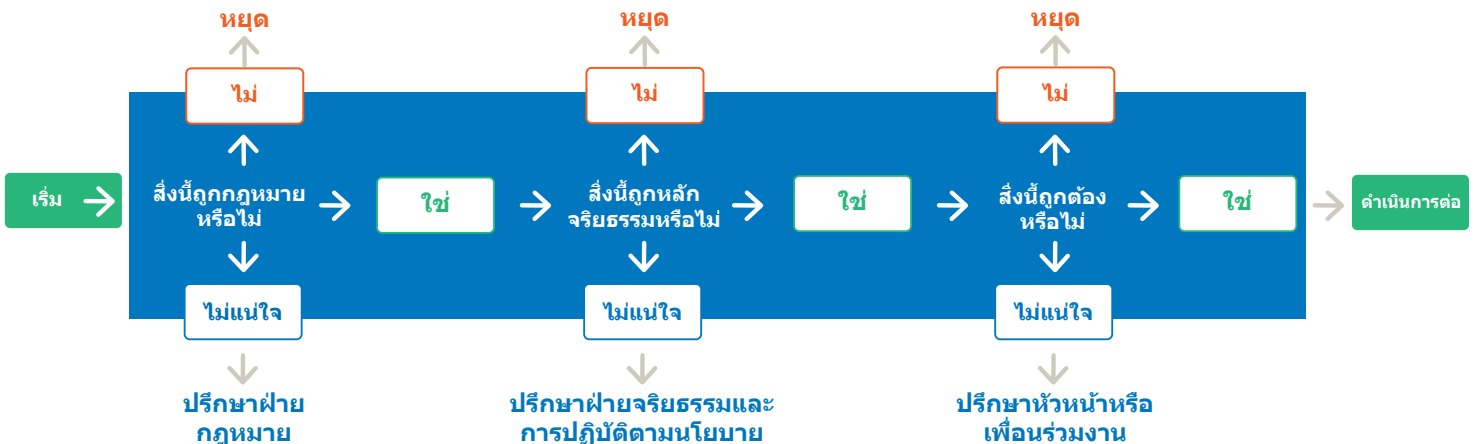 หยุด
หยุด
หยุด
ไม่
ไม่
ไม่
เริ่ม
สิ่งนี้ถูกกฎหมาย
หรือไม่
ใช่
สิ่งนี้ถูกหลัก
จริยธรรมหรือไม่
ใช่
สิ่งนี้ถูกต้อง
หรือไม่
ใช่
ดำเนินการต่อ
ไม่แน่ใจ
ไม่แน่ใจ
ไม่แน่ใจ
ปรึกษาฝ่าย
กฎหมาย
ปรึกษาฝ่ายจริยธรรมและ
การปฏิบัติตามนโยบาย
ปรึกษาหัวหน้าหรือ
เพื่อนร่วมงาน